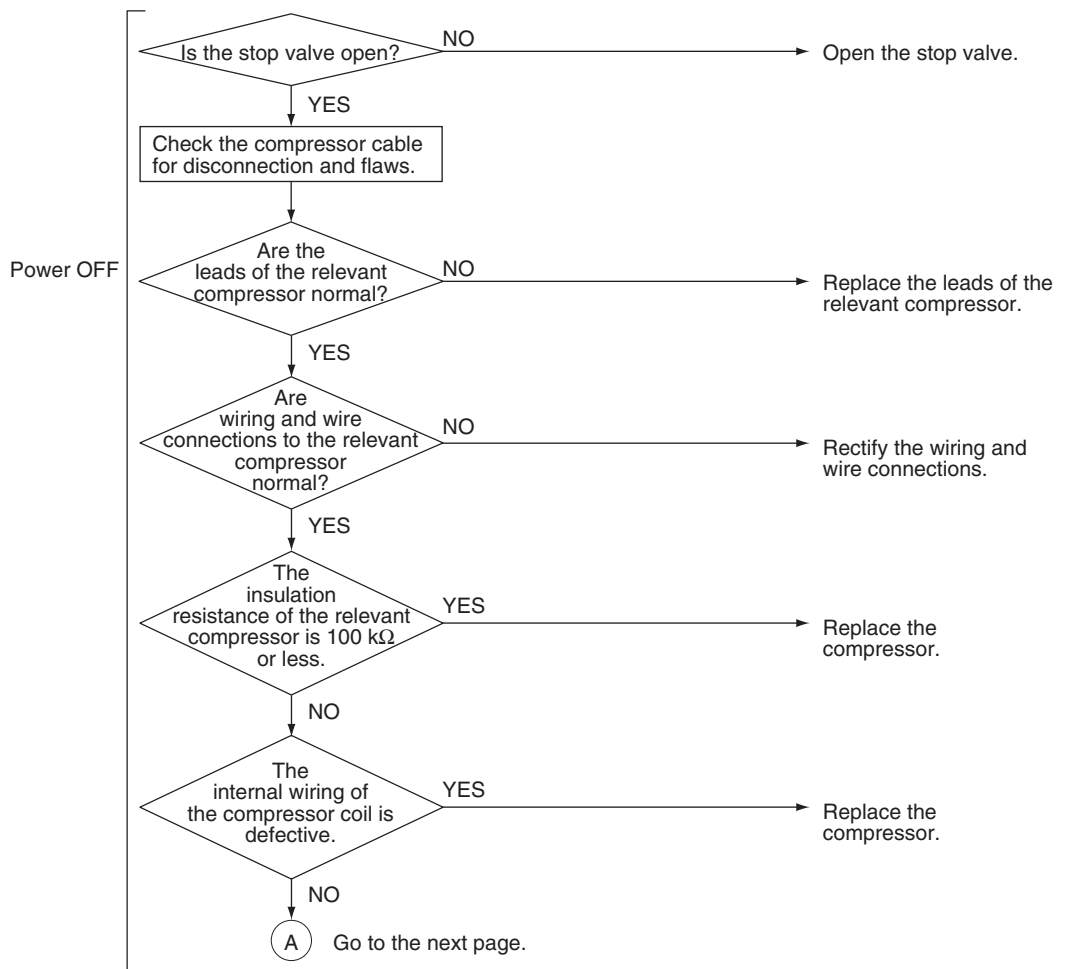 Is the stop valve open?
NO
Open the stop valve.
YES
Check the compressor cable
for disconnection and flaws.
Power OFF
Are the
leads of the relevant
compressor normal?
NO
Replace the leads of the
relevant compressor.
YES
Are
wiring and wire
connections to the relevant
compressor
normal?
NO
Rectify the wiring and
wire connections.
YES
The
insulation
resistance of the relevant
compressor is 100 kΩ
or less.
YES
Replace the
compressor.
NO
The
internal wiring of
the compressor coil is
defective.
YES
Replace the
compressor.
NO
A
Go to the next page.